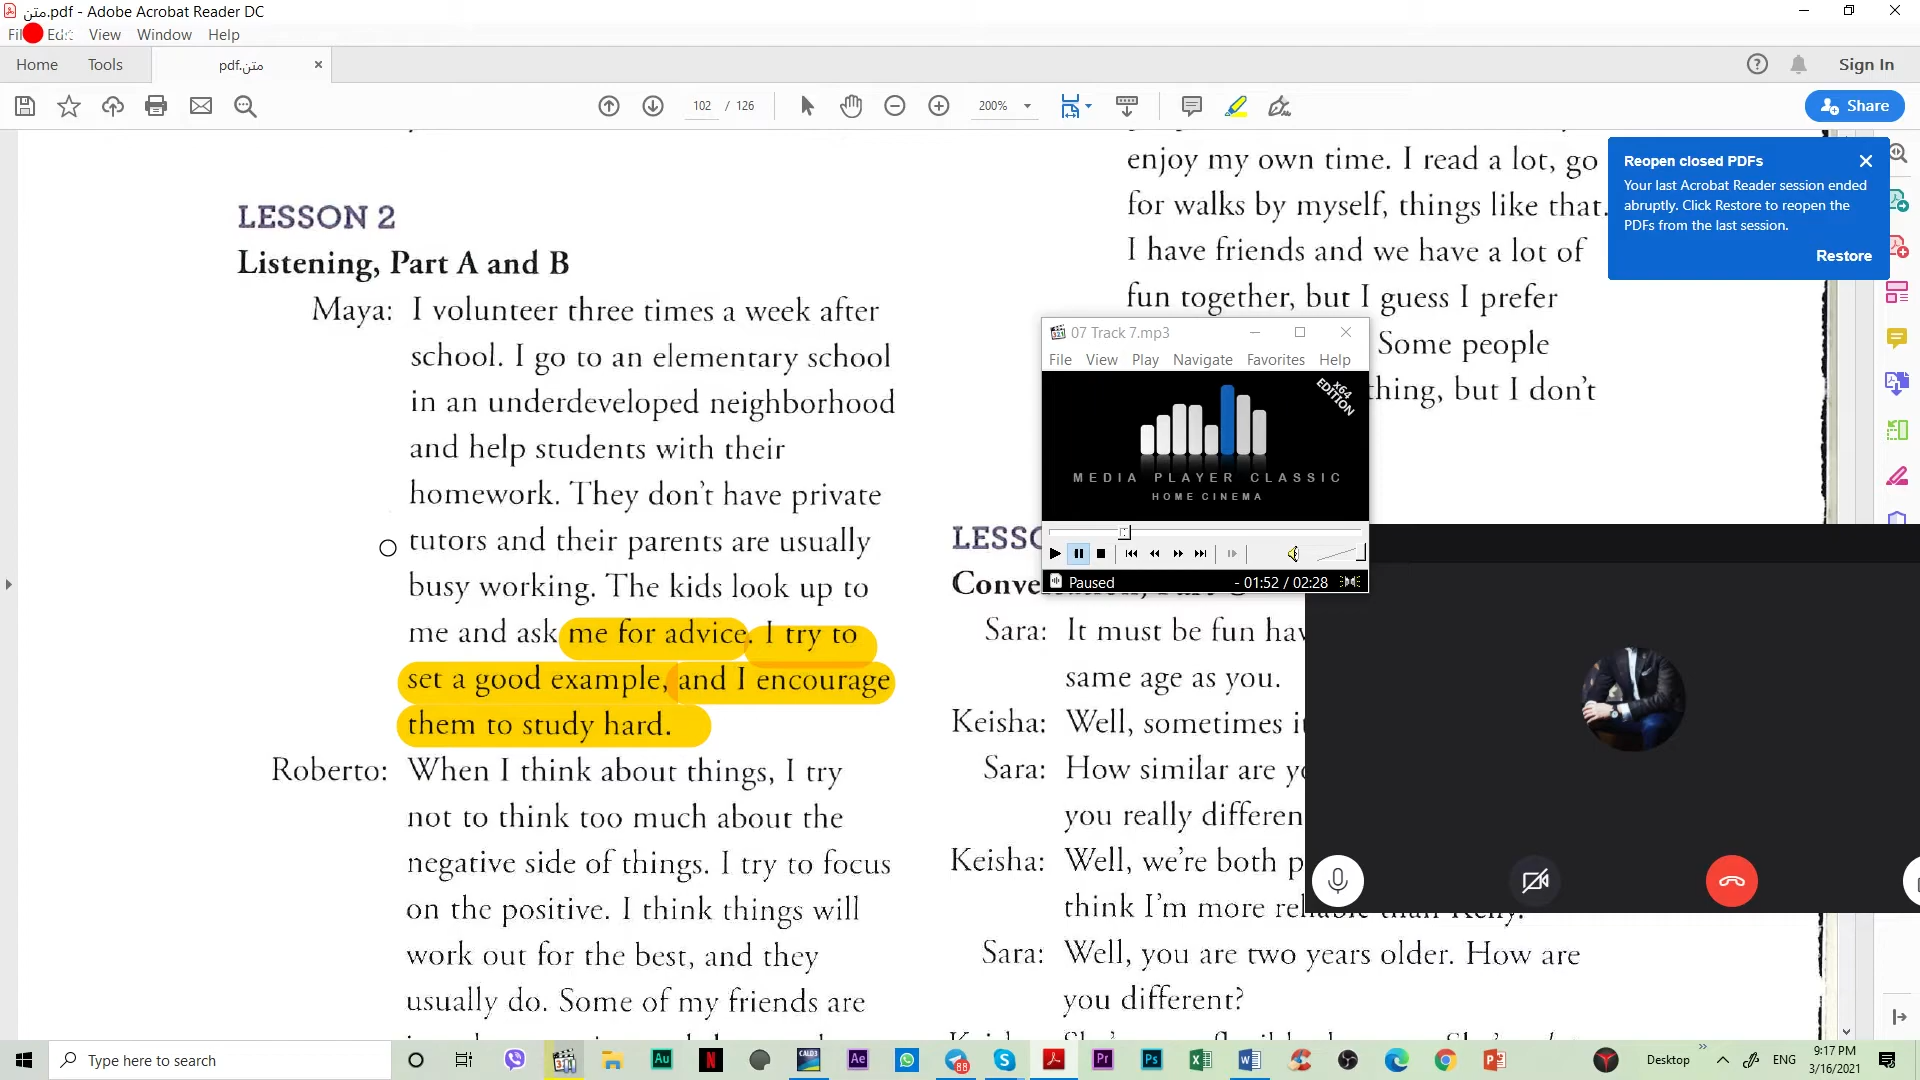 متن.pdf - Adobe Acrobat Reader DC
File Edit View Window Help
Home Tools متن.pdf × Sign In
102 / 126 200% Share
LESSON 2
Listening, Part A and B
Maya: I volunteer three times a week after
school. I go to an elementary school
in an underdeveloped neighborhood
and help students with their
homework. They don't have private
tutors and their parents are usually
busy working. The kids look up to
me and ask me for advice. I try to
set a good example, and I encourage
them to study hard.
Roberto: When I think about things, I try
not to think too much about the
negative side of things. I try to focus
on the positive. I think things will
work out for the best, and they
usually do. Some of my friends are
enjoy my own time. I read a lot, go
for walks by myself, things like that.
I have friends and we have a lot of
fun together, but I guess I prefer
Some people
thing, but I don't
Reopen closed PDFs
Your last Acrobat Reader session ended
abruptly. Click Restore to reopen the
PDFs from the last session.
Restore
07 Track 7.mp3
File View Play Navigate Favorites Help
x64
EDITION
MEDIA PLAYER CLASSIC
HOME CINEMA
Paused - 01:52 / 02:28
Sara: It must be fun
same age as you.
Keisha: Well, sometimes
Sara: How similar are
you really
Keisha: Well, we're both
think I'm more than Kelly.
Sara: Well, you are two years older. How are
you different?
Type here to search
Au
N
CALD3
Ae
88
Pr
Ps
Desktop
ENG
9:17 PM
3/16/2021